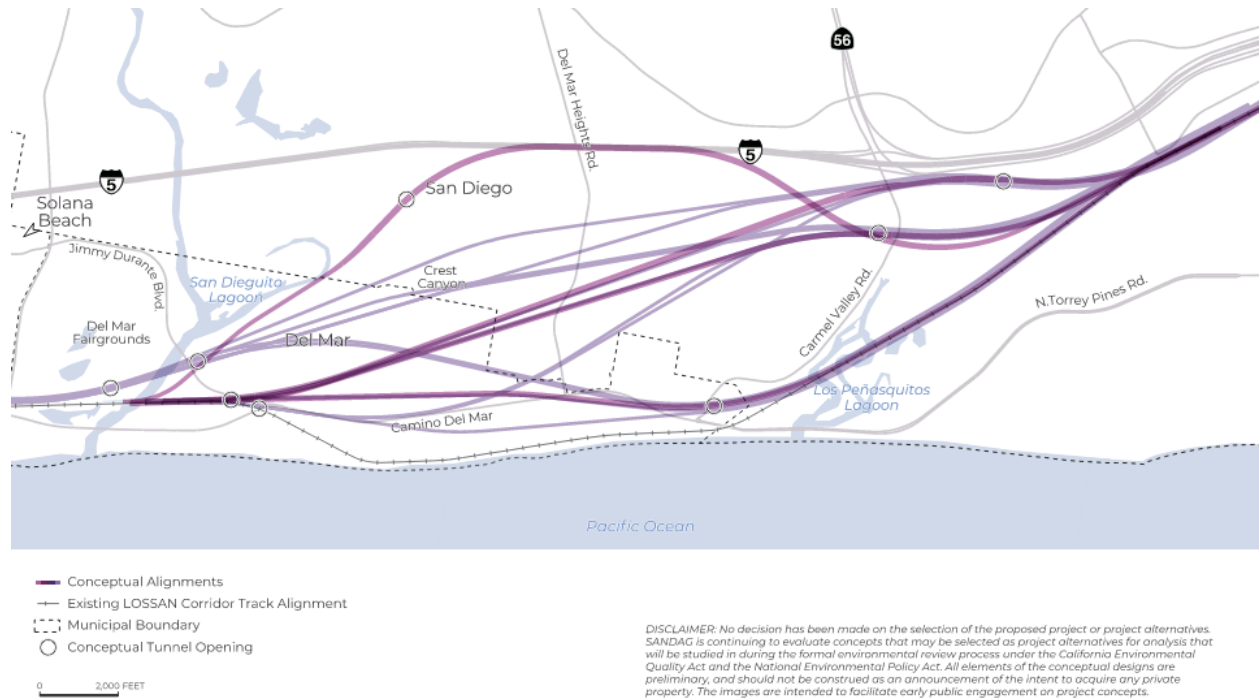 56
Del Mar Heights Rd.
5
5
San Diego
Solana
Beach
Jimmy Durante Blvd.
San Dieguito
Lagoon
Crest
Canyon
Carmel Valley Rd.
N.Torrey Pines Rd.
Del Mar
Fairgrounds
Del Mar
Los Peñasquitos
Lagoon
Camino Del Mar
Pacific Ocean
Conceptual Alignments
Existing LOSSAN Corridor Track Alignment
Municipal Boundary
Conceptual Tunnel Opening
0 2,000 FEET
DISCLAIMER: No decision has been made on the selection of the proposed project or project alternatives.
SANDAG is continuing to evaluate concepts that may be selected as project alternatives for analysis that
will be studied in during the formal environmental review process under the California Environmental
Quality Act and the National Environmental Policy Act. All elements of the conceptual designs are
preliminary, and should not be construed as an announcement of the intent to acquire any private
property. The images are intended to facilitate early public engagement on project concepts.